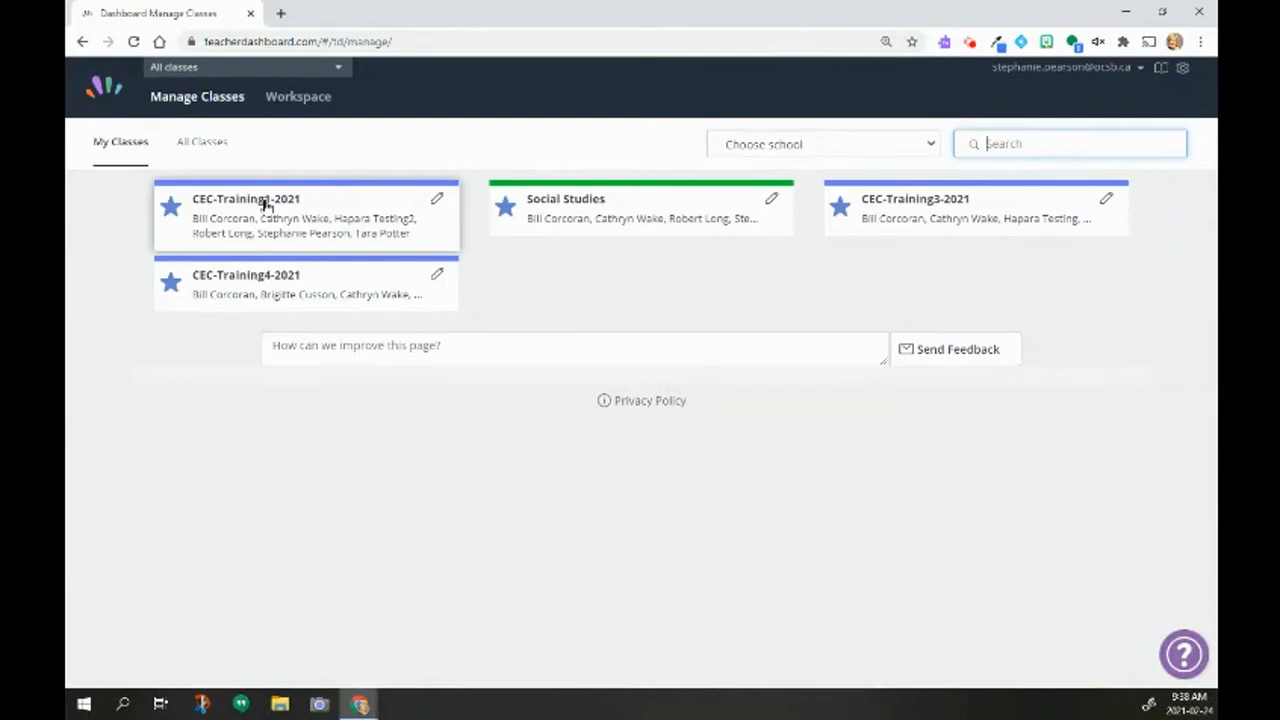 Dashboard Manage Classes
teacherdashboard.com/#/td/manage/
All classes
stephanie.pearson@ocsb.ca
Manage Classes Workspace
My Classes All Classes
Choose school
Search
CEC-Training1-2021
Bill Corcoran, Cathryn Wake, Hapara Testing2,
Robert Long, Stephanie Pearson, Tara Potter
Social Studies
Bill Corcoran, Cathryn Wake, Robert Long, Ste...
CEC-Training3-2021
Bill Corcoran, Cathryn Wake, Hapara Testing, ...
CEC-Training4-2021
Bill Corcoran, Brigitte Cusson, Cathryn Wake, ...
How can we improve this page?
Send Feedback
Privacy Policy
?
9:38 AM
2021-02-24